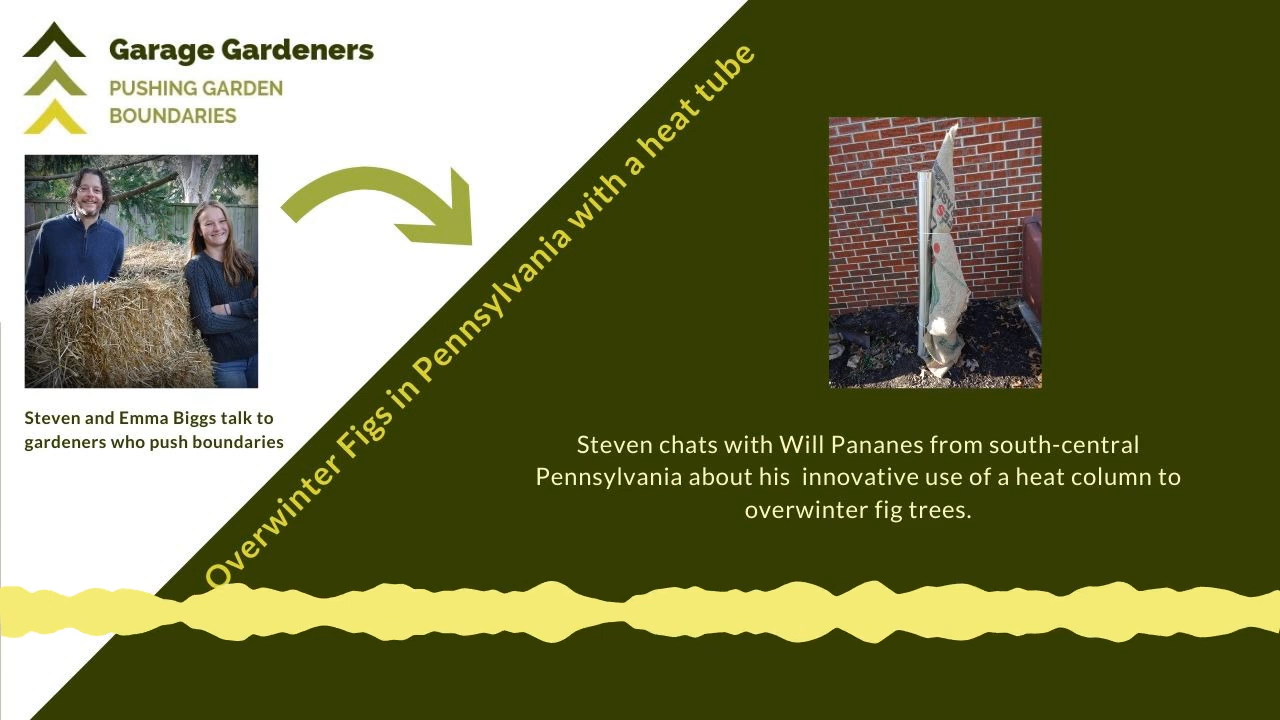 Garage Gardeners
PUSHING GARDEN
BOUNDARIES
Steven and Emma Biggs talk to
gardeners who push boundaries
Overwinter Figs in Pennsylvania with a heat tube
Steven chats with Will Pananes from south-central
Pennsylvania about his  innovative use of a heat column to
overwinter fig trees.